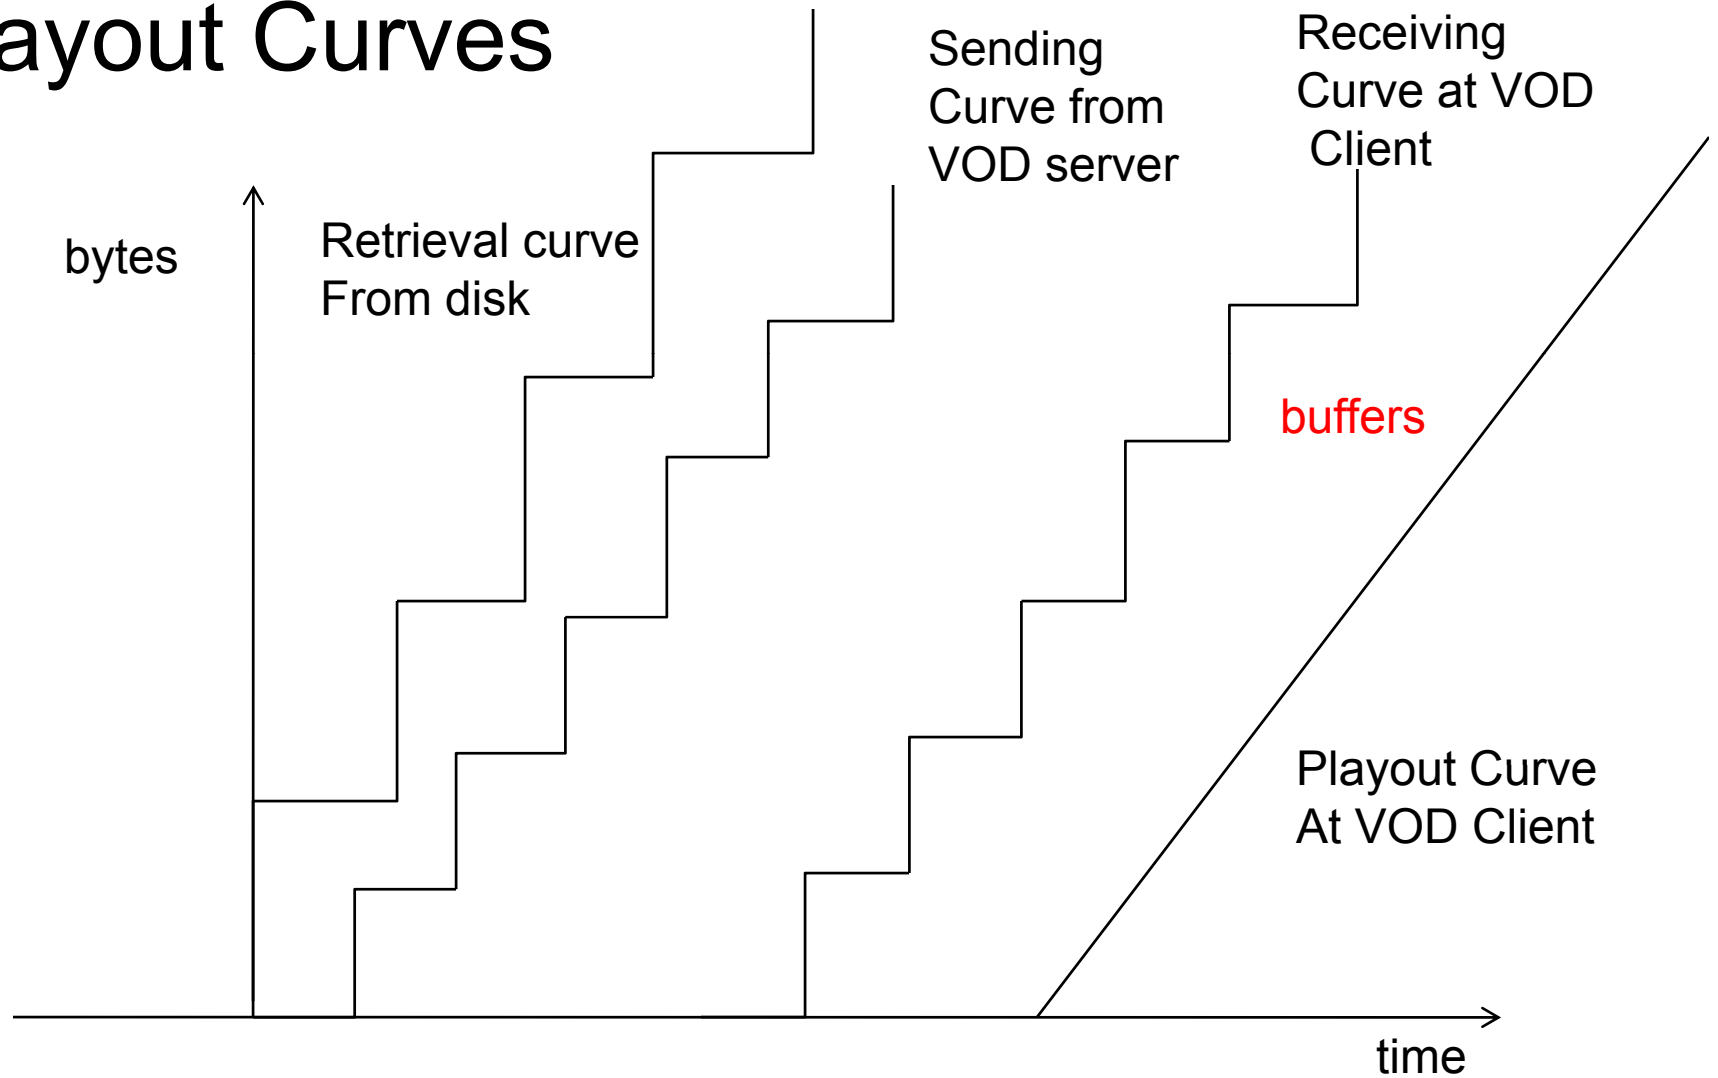 ayout Curves
Sending
Curve from
VOD server
Receiving
Curve at VOD
Client
bytes
Retrieval curve
From disk
buffers
Playout Curve
At VOD Client
time